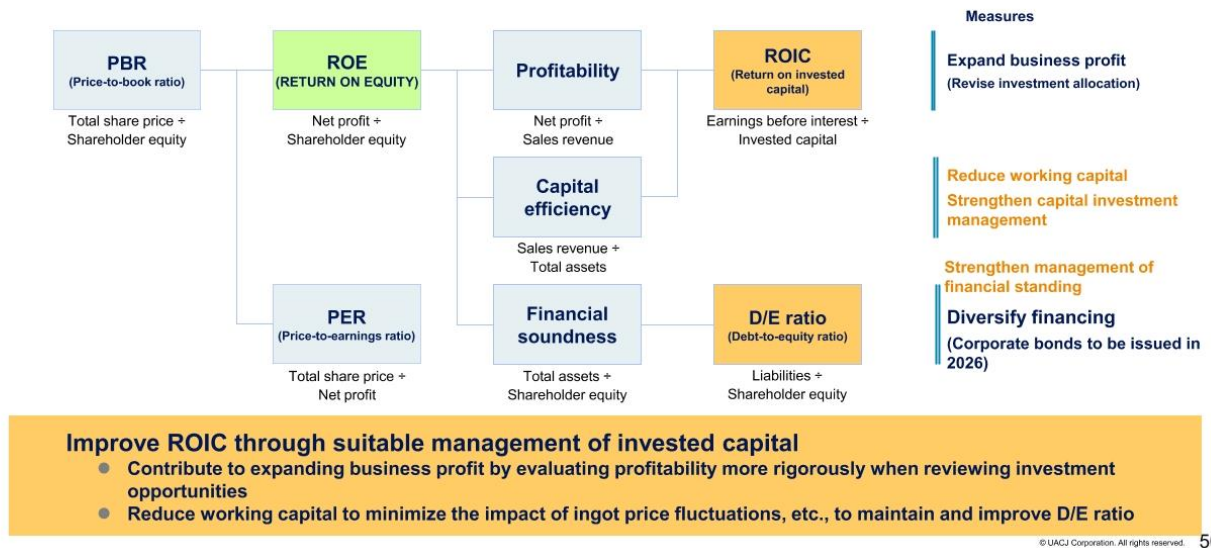 Measures
PBR
(Price-to-book ratio)
Total share price ÷
Shareholder equity
ROE
(RETURN ON EQUITY)
Net profit ÷
Shareholder equity
Profitability
Net profit ÷
Sales revenue
ROIC
(Return on invested
capital)
Earnings before interest ÷
Invested capital
Expand business profit
(Revise investment allocation)
Capital
efficiency
Sales revenue ÷
Total assets
Reduce working capital
Strengthen capital investment
management
PER
(Price-to-earnings ratio)
Total share price ÷
Net profit
Financial
soundness
Total assets ÷
Shareholder equity
D/E ratio
(Debt-to-equity ratio)
Liabilities ÷
Shareholder equity
Strengthen management of
financial standing
Diversify financing
(Corporate bonds to be issued in
2026)
Improve ROIC through suitable management of invested capital
Contribute to expanding business profit by evaluating profitability more rigorously when reviewing investment
opportunities
Reduce working capital to minimize the impact of ingot price fluctuations, etc., to maintain and improve D/E ratio
© UACJ Corporation. All rights reserved.